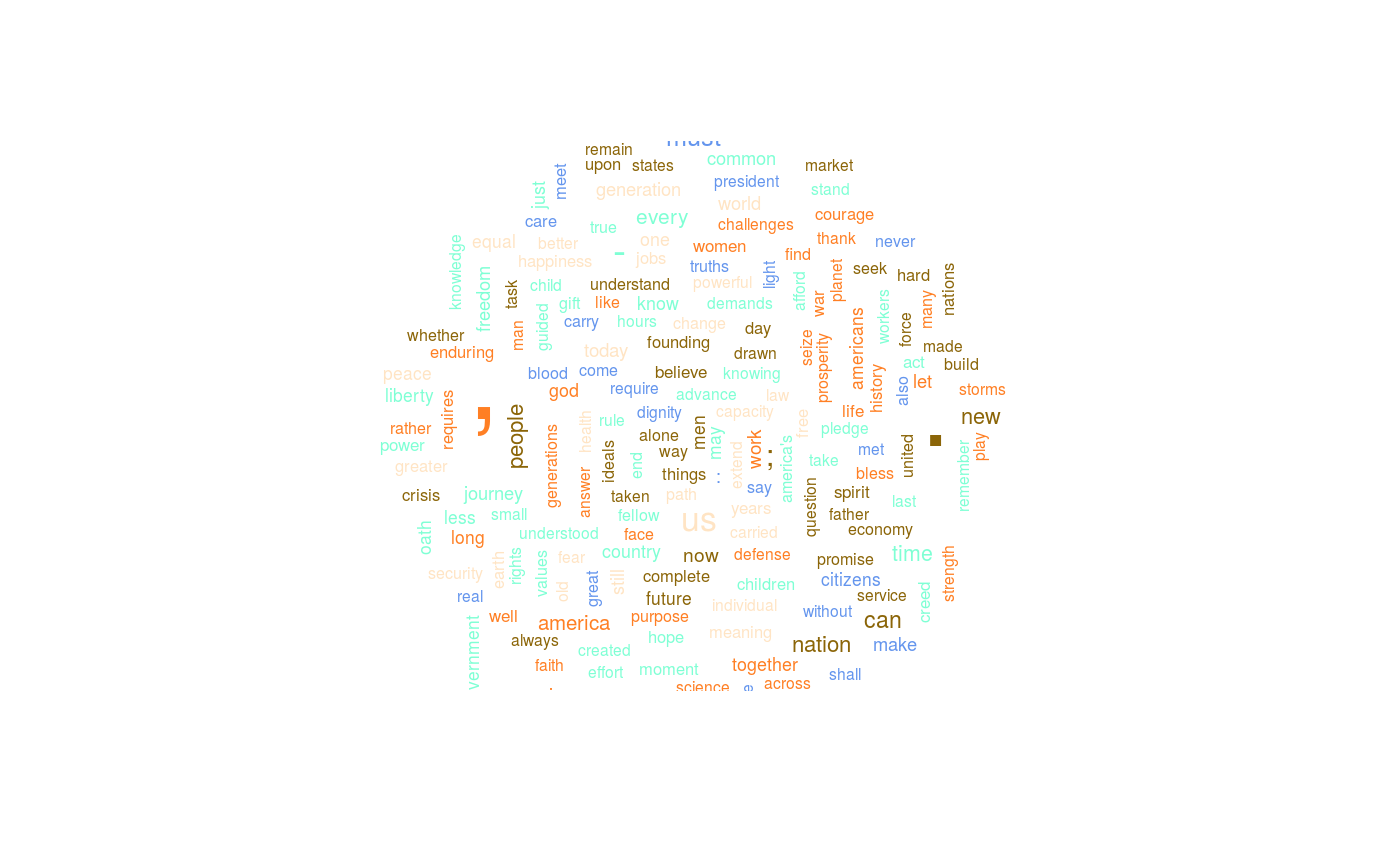 must
remain
upon
states
common
market
meet
just
generation
president
stand
world
care
true
every
challenges
courage
equal
better
one
women
thank
never
knowledge
happiness
-
jobs
truths
find
freedom
task
child
understand
powerful
light
afford
planet
seek
hard
nations
gift
like
know
demands
war
many
workers
guided
carry
hours
change
day
americans
force
whether
man
founding
made
enduring
today
drawn
seize
prosperity
history
act
build
peace
blood
come
believe
knowing
also
let
storms
liberty
god
require
advance
law
requires
,
people
health
rule
dignity
capacity
free
life
new
rather
generations
alone
men
may
work
pledge
.
play
power
ideals
way
extend
;
america's
met
united
remember
greater
answer
end
things
:
take
bless
crisis
journey
taken
path
say
question
spirit
last
oath
less
small
fellow
us
years
father
long
understood
face
carried
economy
earth
rights
values
fear
country
now
defense
promise
time
strength
security
old
great
still
complete
children
citizens
real
future
individual
without
service
creed
well
america
purpose
can
vernment
always
hope
meaning
nation
make
created
faith
effort
moment
together
shall
science
across